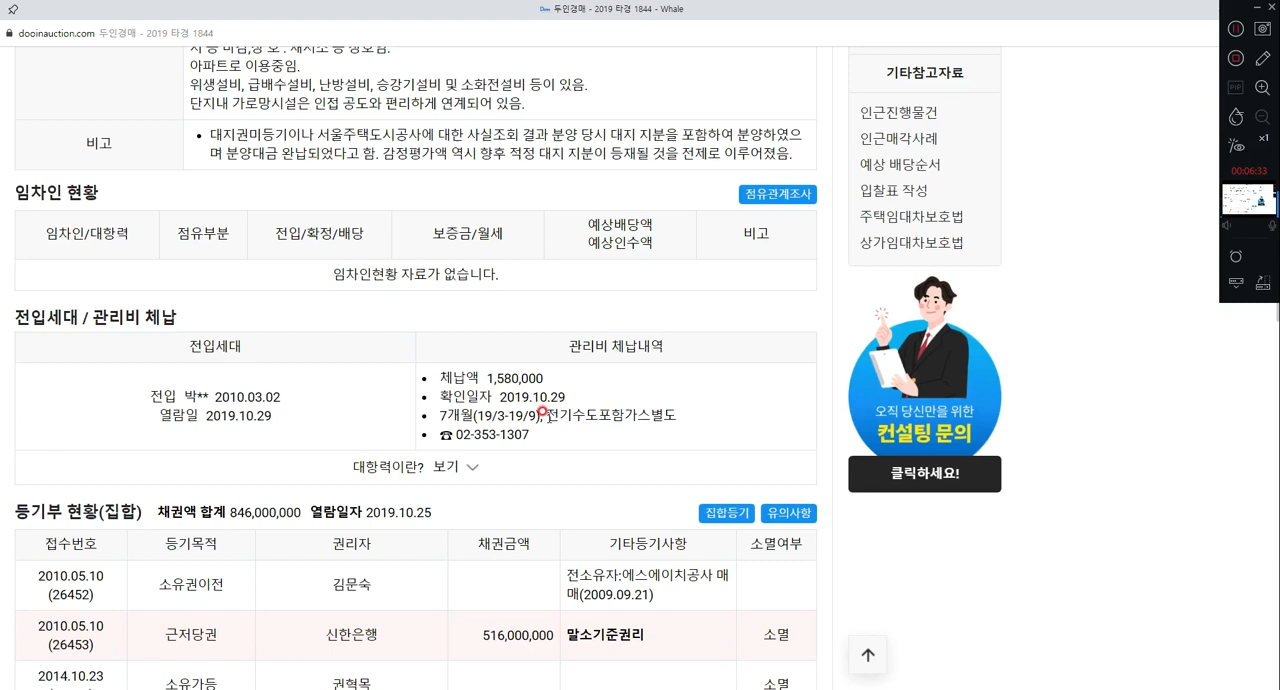 두인경매 - 2019 타경 1844 - Whale
dooinauction.com 두인경매 - 2019 타경 1844
아파트로 이용중임.
위생설비, 급배수설비, 난방설비, 승강기설비 및 소화전설비 등이 있음.
단지내 가로망시설은 인접 공도와 편리하게 연계되어 있음.
비고
• 대지권미등기이나 서울주택도시공사에 대한 사실조회 결과 분양 당시 대지 지분을 포함하여 분양하였으
며 분양대금 완납되었다고 함. 감정평가액 역시 향후 적정 대지 지분이 등재될 것을 전제로 이루어졌음.
임차인 현황
점유관계조사
임차인/대항력 점유부분 전입/확정/배당 보증금/월세 예상배당액 비고
예상인수액
임차인현황 자료가 없습니다.
전입세대 / 관리비 체납
전입세대 관리비 체납내역
전입 박** 2010.03.02
열람일 2019.10.29
• 체납액 1,580,000
• 확인일자 2019.10.29
• 7개월(19/3-19/9), 전기수도포함가스별도
• ☎ 02-353-1307
대항력이란? 보기
등기부 현황(집합) 채권액 합계 846,000,000 열람일자 2019.10.25
집합등기 유의사항
접수번호 등기목적 권리자 채권금액 기타등기사항 소멸여부
2010.05.10 소유권이전 김문숙 전소유자:에스에이치공사 매
(26452) 매(2009.09.21)
2010.05.10 근저당권 신한은행 516,000,000 말소기준권리 소멸
(26453)
2014.10.23 소유가등 권혁목 소멸
기타참고자료
인근진행물건
인근매각사례
예상 배당순서
입찰표 작성
주택임대차보호법
상가임대차보호법
오직 당신만을 위한
컨설팅 문의
클릭하세요!
PIP
x1
00:06:33